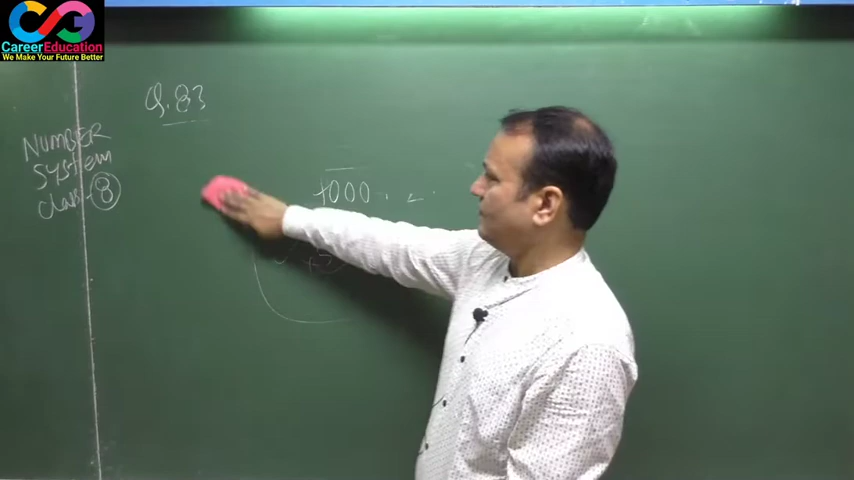 CareerEducation
We Make Your Future Better
Q.83
NUMBER
System
class-8
1000